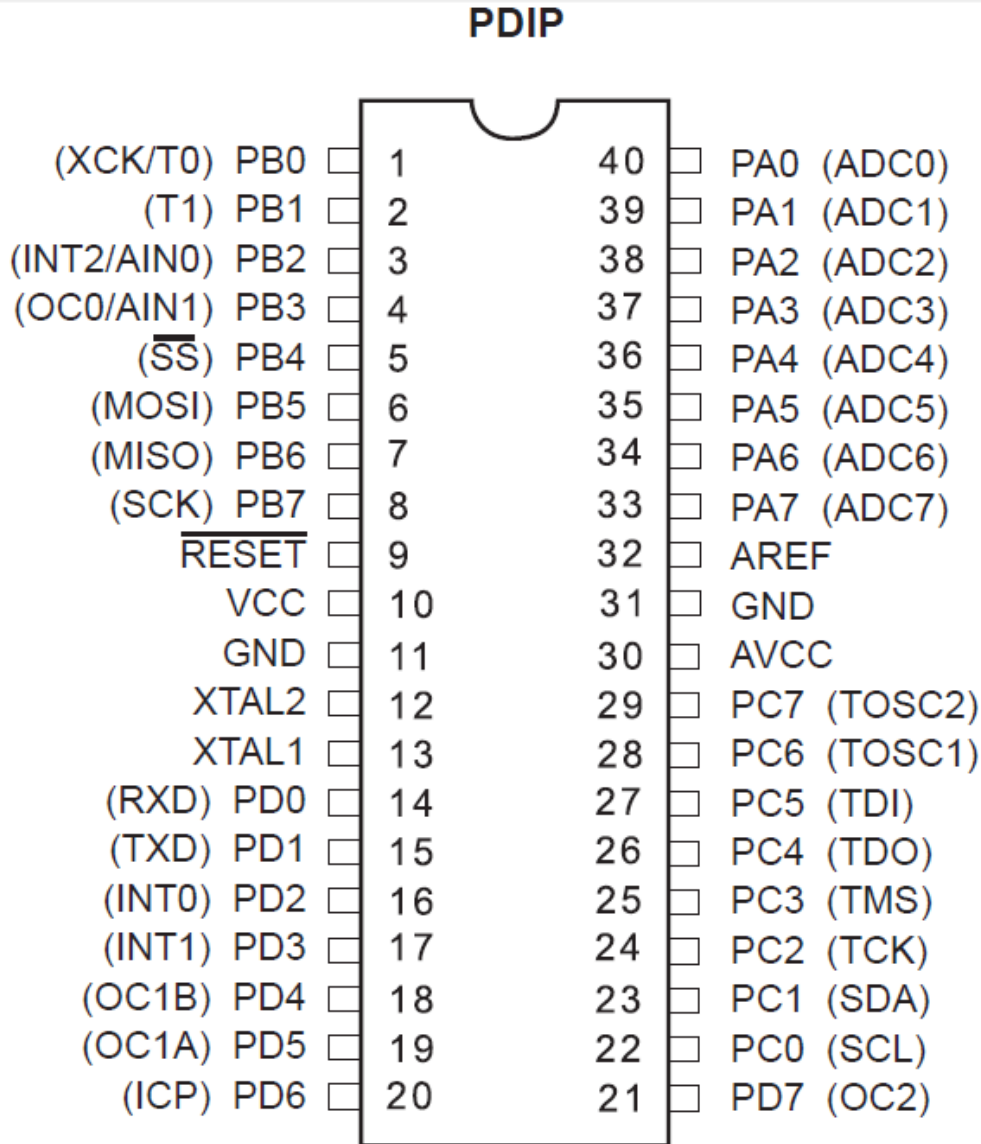 PDIP
(XCK/T0) PB0 1 40 PA0 (ADC0)
(T1) PB1 2 39 PA1 (ADC1)
(INT2/AIN0) PB2 3 38 PA2 (ADC2)
(OC0/AIN1) PB3 4 37 PA3 (ADC3)
(S̅S̅) PB4 5 36 PA4 (ADC4)
(MOSI) PB5 6 35 PA5 (ADC5)
(MISO) PB6 7 34 PA6 (ADC6)
(SCK) PB7 8 33 PA7 (ADC7)
R̅E̅S̅E̅T̅ 9 32 AREF
VCC 10 31 GND
GND 11 30 AVCC
XTAL2 12 29 PC7 (TOSC2)
XTAL1 13 28 PC6 (TOSC1)
(RXD) PD0 14 27 PC5 (TDI)
(TXD) PD1 15 26 PC4 (TDO)
(INT0) PD2 16 25 PC3 (TMS)
(INT1) PD3 17 24 PC2 (TCK)
(OC1B) PD4 18 23 PC1 (SDA)
(OC1A) PD5 19 22 PC0 (SCL)
(ICP) PD6 20 21 PD7 (OC2)